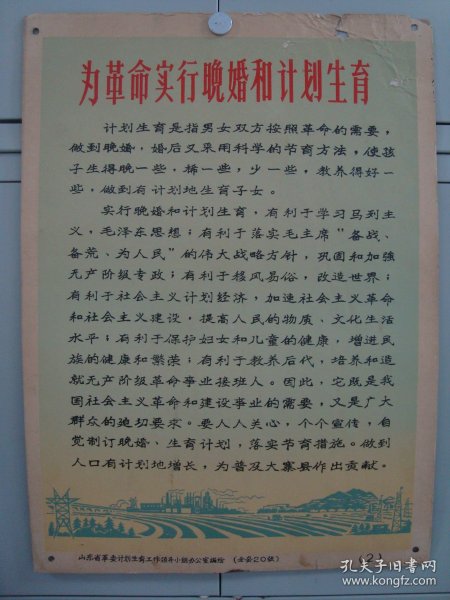 为革命实行晚婚和计划生育
计划生育是指男女双方按照革命的需要，
做到晚婚，婚后又采用科学的节育方法，使孩
子生得晚一些，稀一些，少一些，教养得好一
些，做到有计划地生育子女。
实行晚婚和计划生育，有利于学习马列主
义，毛泽东思想；有利于落实毛主席“备战、
备荒、为人民”的伟大战略方针，巩固和加强
无产阶级专政；有利于移风易俗，改造世界；
有利于社会主义计划经济，加速社会主义革命
和社会主义建设，提高人民的物质、文化生活
水平；有利于保护妇女和儿童的健康，增进民
族的健康和繁荣；有利于教养后代，培养和造
就无产阶级革命事业接班人。因此，它既是我
国社会主义革命和建设事业的需要，又是广大
群众的迫切要求。要人人关心，个个宣传，自
觉制订晚婚、生育计划，落实节育措施。做到
人口有计划地增长，为普及大寨县作出贡献。
山东省革委计划生育工作领导小组办公室编绘 （全套20张）
（2）
孔夫子旧书网
kongfz.com